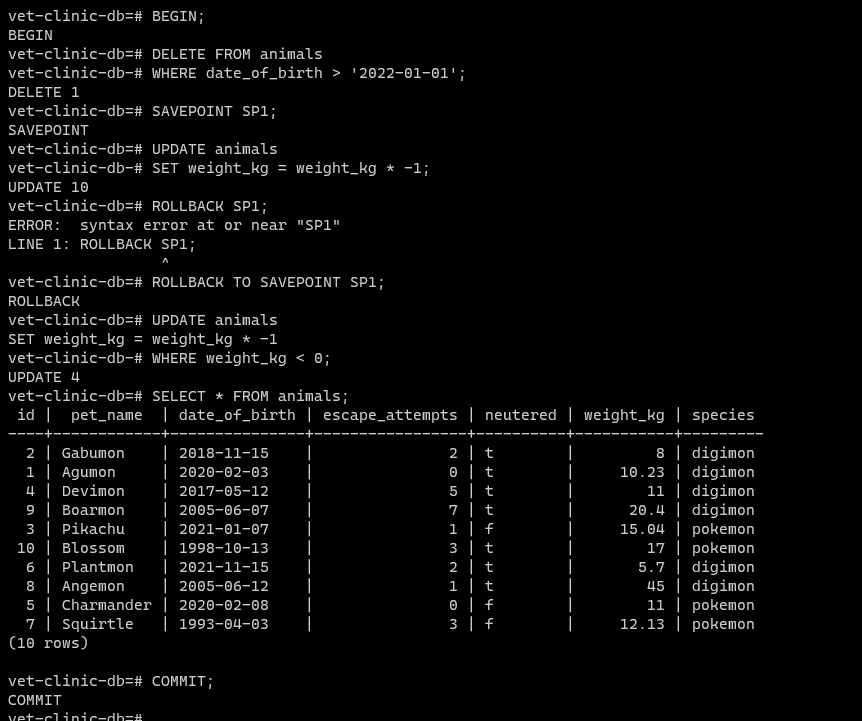 vet-clinic-db=# BEGIN;
BEGIN
vet-clinic-db=# DELETE FROM animals
vet-clinic-db=# WHERE date_of_birth > '2022-01-01';
DELETE 1
vet-clinic-db=# SAVEPOINT SP1;
SAVEPOINT
vet-clinic-db=# UPDATE animals
vet-clinic-db=# SET weight_kg = weight_kg * -1;
UPDATE 10
vet-clinic-db=# ROLLBACK SP1;
ERROR:  syntax error at or near "SP1"
LINE 1: ROLLBACK SP1;
                 ^
vet-clinic-db=# ROLLBACK TO SAVEPOINT SP1;
ROLLBACK
vet-clinic-db=# UPDATE animals
SET weight_kg = weight_kg * -1
vet-clinic-db=# WHERE weight_kg < 0;
UPDATE 4
vet-clinic-db=# SELECT * FROM animals;
 id |  pet_name  | date_of_birth | escape_attempts | neutered | weight_kg | species
----+------------+---------------+-----------------+----------+-----------+---------
  2 | Gabumon    | 2018-11-15    |               2 | t        |         8 | digimon
  1 | Agumon     | 2020-02-03    |               0 | t        |     10.23 | digimon
  4 | Devimon    | 2017-05-12    |               5 | t        |        11 | digimon
  9 | Boarmon    | 2005-06-07    |               7 | t        |      20.4 | digimon
  3 | Pikachu    | 2021-01-07    |               1 | f        |     15.04 | pokemon
 10 | Blossom    | 1998-10-13    |               3 | t        |        17 | pokemon
  6 | Plantmon   | 2021-11-15    |               2 | t        |       5.7 | digimon
  8 | Angemon    | 2005-06-12    |               1 | t        |        45 | digimon
  5 | Charmander | 2020-02-08    |               0 | f        |        11 | pokemon
  7 | Squirtle   | 1993-04-03    |               3 | f        |     12.13 | pokemon
(10 rows)

vet-clinic-db=# COMMIT;
COMMIT
vet-clinic-db=#